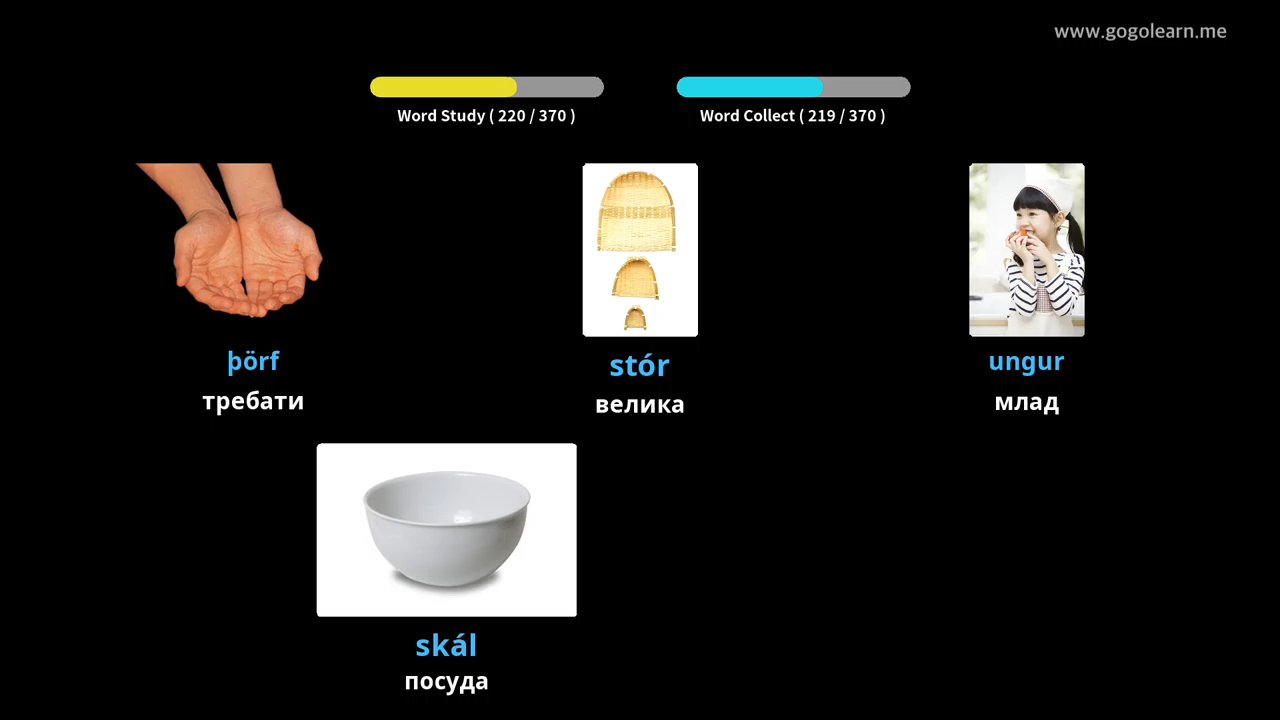 www.gogolearn.me
Word Study ( 220 / 370 )
Word Collect ( 219 / 370 )
þörf
требати
stór
велика
ungur
млад
skál
посуда